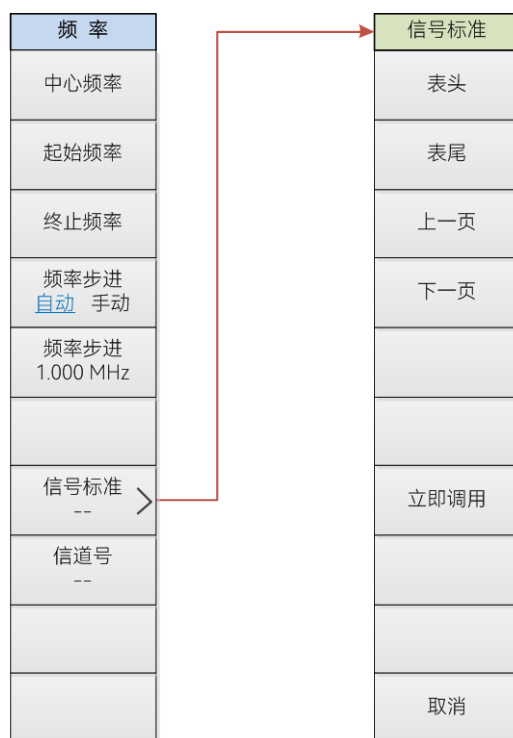 频 率
中心频率
起始频率
终止频率
频率步进
自动 手动
频率步进
1.000 MHz
信号标准
--
信道号
--
信号标准
表头
表尾
上一页
下一页
立即调用
取消